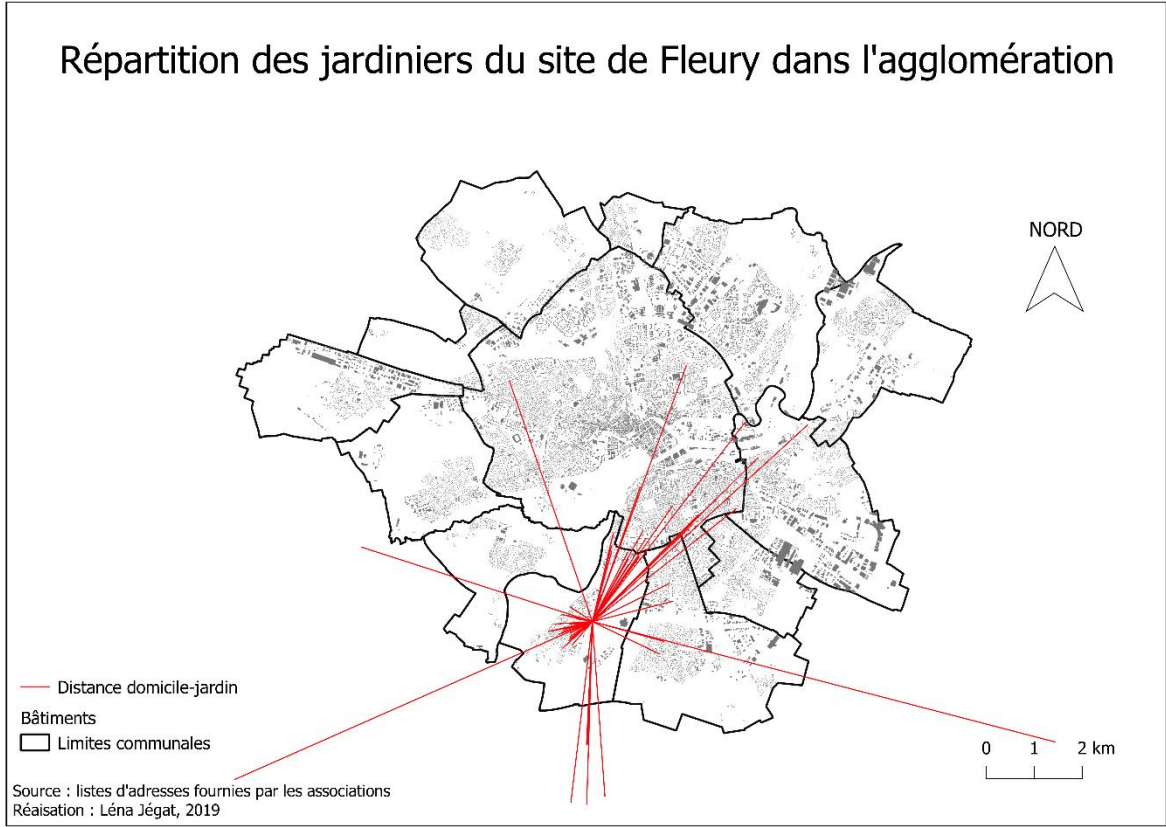 Répartition des jardiniers du site de Fleury dans l'agglomération
NORD
Distance domicile-jardin
Bâtiments
Limites communales
0 1 2 km
Source : listes d'adresses fournies par les associations
Réaisation : Léna Jégat, 2019